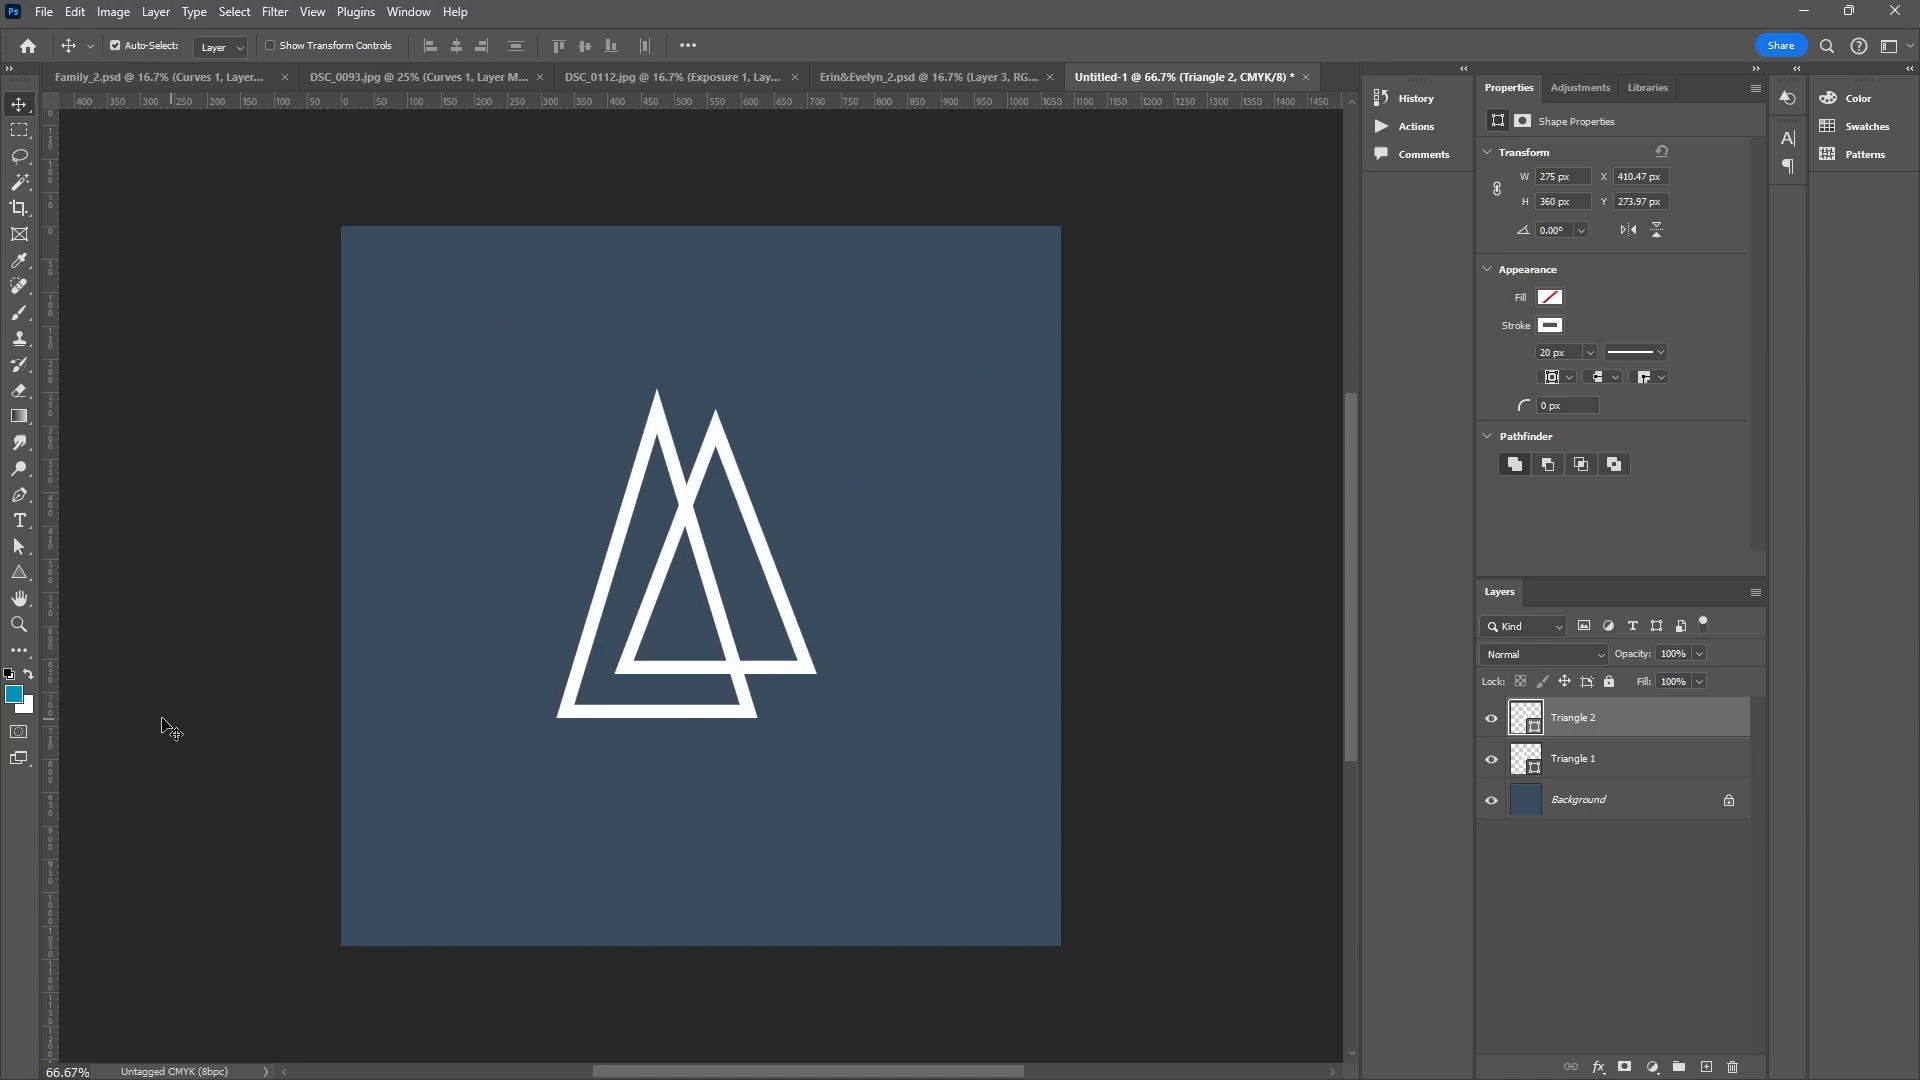 Ps File Edit Image Layer Type Select Filter View Plugins Window Help
Auto-Select: Layer Show Transform Controls Share
Family_2.psd @ 16.7% (Curves 1, Layer... DSC_0093.jpg @ 25% (Curves 1, Layer M... DSC_0112.jpg @ 16.7% (Exposure 1, Lay... Erin&Evelyn_2.psd @ 16.7% (Layer 3, RG... Untitled-1 @ 66.7% (Triangle 2, CMYK/8) *
400 350 300 250 200 150 100 50 0 50 100 150 200 250 300 350 400 450 500 550 600 650 700 750 800 850 900 950 1000 1050 1100 1150 1200 1250 1300 1350 1400 1450
History
Actions
Comments
Properties Adjustments Libraries
Shape Properties
Transform
W 275 px X 410.47 px
H 360 px Y 273.97 px
0.00°
Appearance
Fill
Stroke
20 px
0 px
Pathfinder
Color
Swatches
Patterns
Layers
Kind
Normal Opacity: 100%
Lock: Fill: 100%
Triangle 2
Triangle 1
Background
fx
66.67% Untagged CMYK (8bpc)